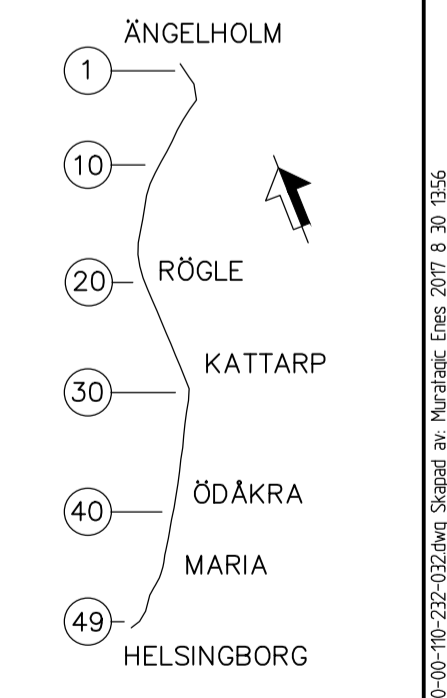 ÄNGELHOLM
1
10
RÖGLE
20
KATTARP
30
ÖDÅKRA
40
MARIA
49
HELSINGBORG
0-00-110-232-032.dwg Skapad av: Muratagic Enes 2017 8 30 13:56